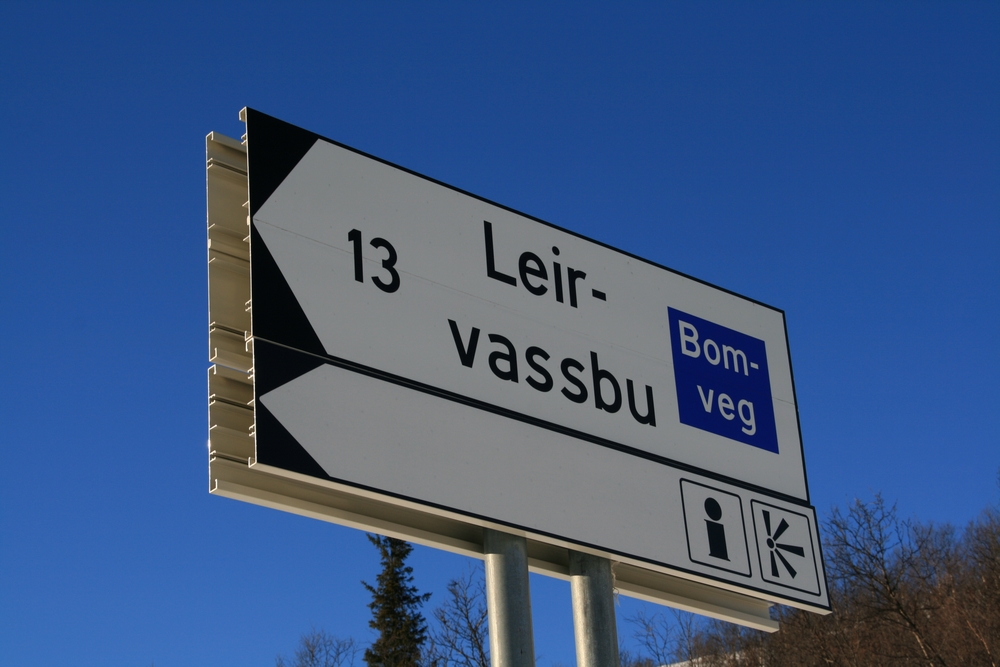 13 Leir-
vassbu
Bom-
veg
i